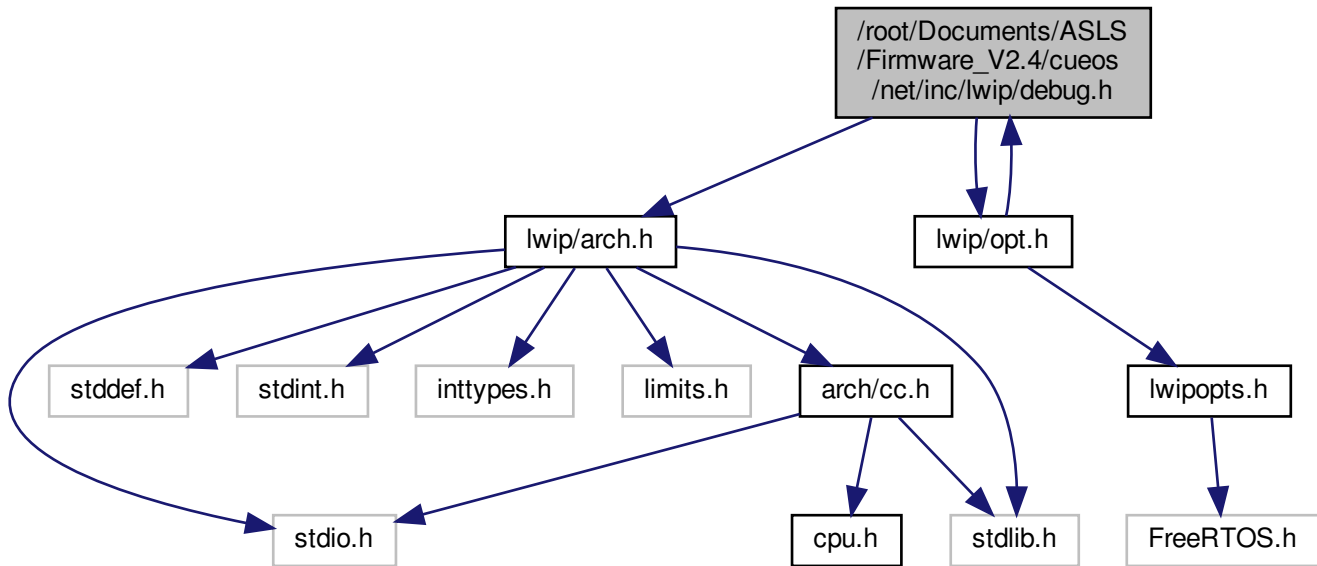 /root/Documents/ASLS
/Firmware_V2.4/cueos
/net/inc/lwip/debug.h
lwip/arch.h
lwip/opt.h
stddef.h
stdint.h
inttypes.h
limits.h
arch/cc.h
lwipopts.h
stdio.h
cpu.h
stdlib.h
FreeRTOS.h